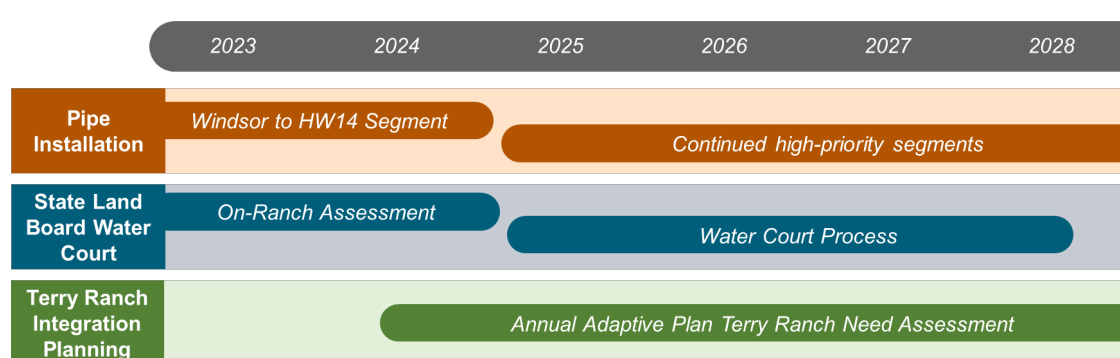 2023 2024 2025 2026 2027 2028
Pipe
Installation
Windsor to HW14 Segment
Continued high-priority segments
State Land
Board Water
Court
On-Ranch Assessment
Water Court Process
Terry Ranch
Integration
Planning
Annual Adaptive Plan Terry Ranch Need Assessment